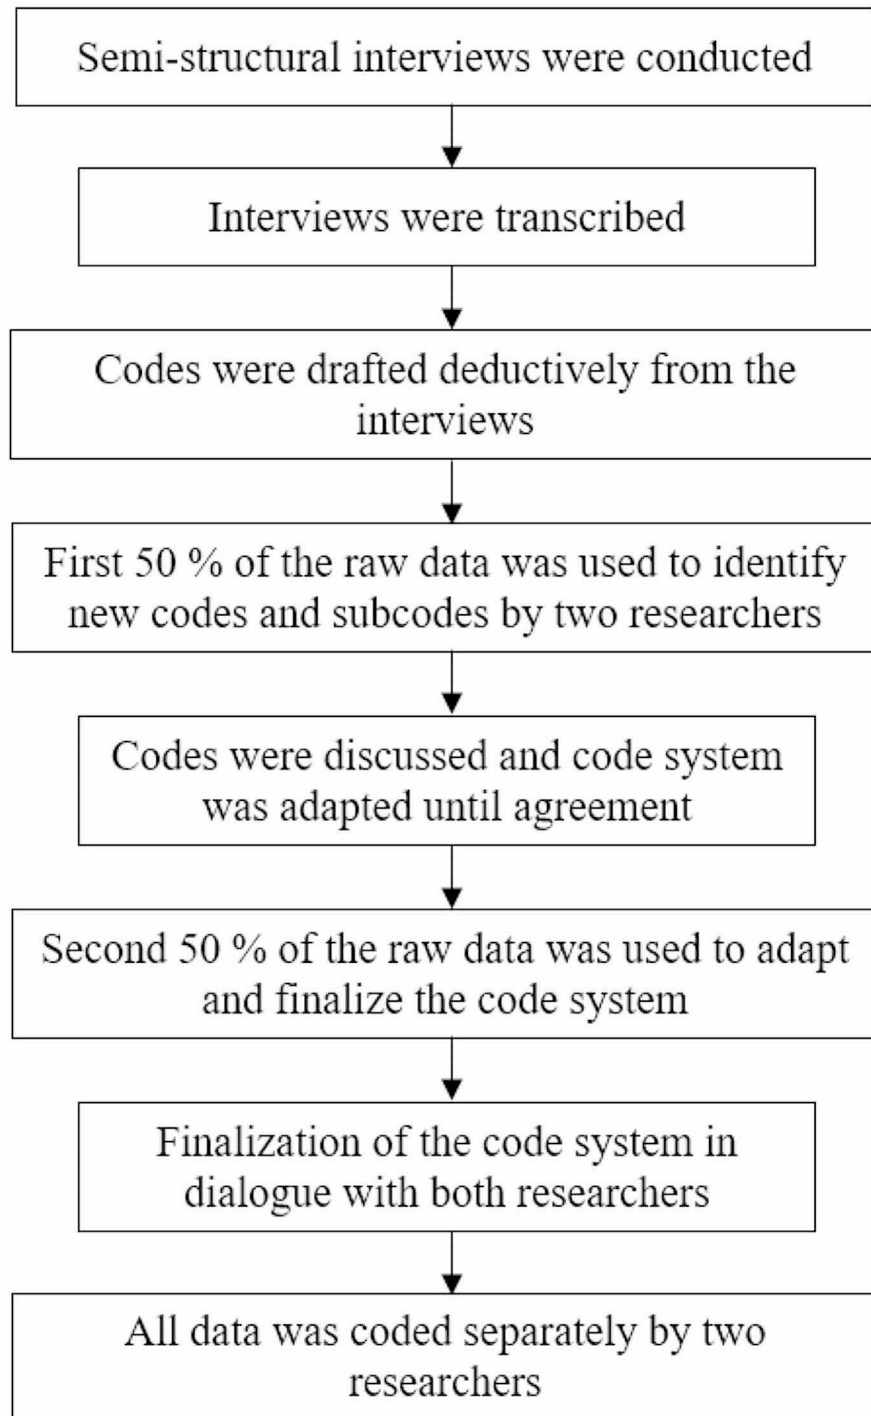 Semi-structural interviews were conducted
Interviews were transcribed
Codes were drafted deductively from the
interviews
First 50 % of the raw data was used to identify
new codes and subcodes by two researchers
Codes were discussed and code system
was adapted until agreement
Second 50 % of the raw data was used to adapt
and finalize the code system
Finalization of the code system in
dialogue with both researchers
All data was coded separately by two
researchers